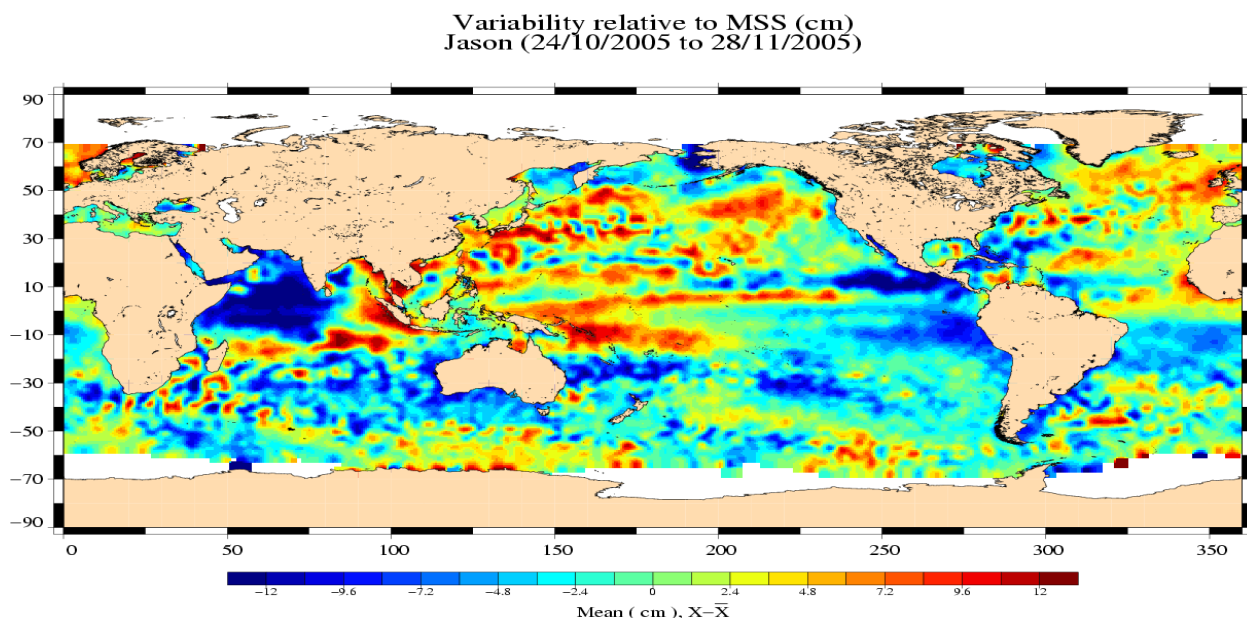 Variability relative to MSS (cm)
Jason (24/10/2005 to 28/11/2005)
90
70
50
30
10
−10
−30
−50
−70
−90
0 50 100 150 200 250 300 350
−12 −9.6 −7.2 −4.8 −2.4 0 2.4 4.8 7.2 9.6 12
Mean ( cm ), X−X̅